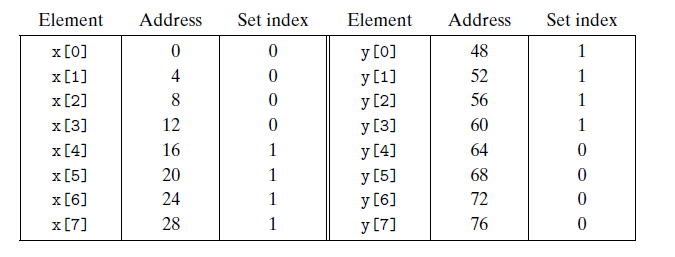 Element Address Set index Element Address Set index
x[0] 0 0 y[0] 48 1
x[1] 4 0 y[1] 52 1
x[2] 8 0 y[2] 56 1
x[3] 12 0 y[3] 60 1
x[4] 16 1 y[4] 64 0
x[5] 20 1 y[5] 68 0
x[6] 24 1 y[6] 72 0
x[7] 28 1 y[7] 76 0